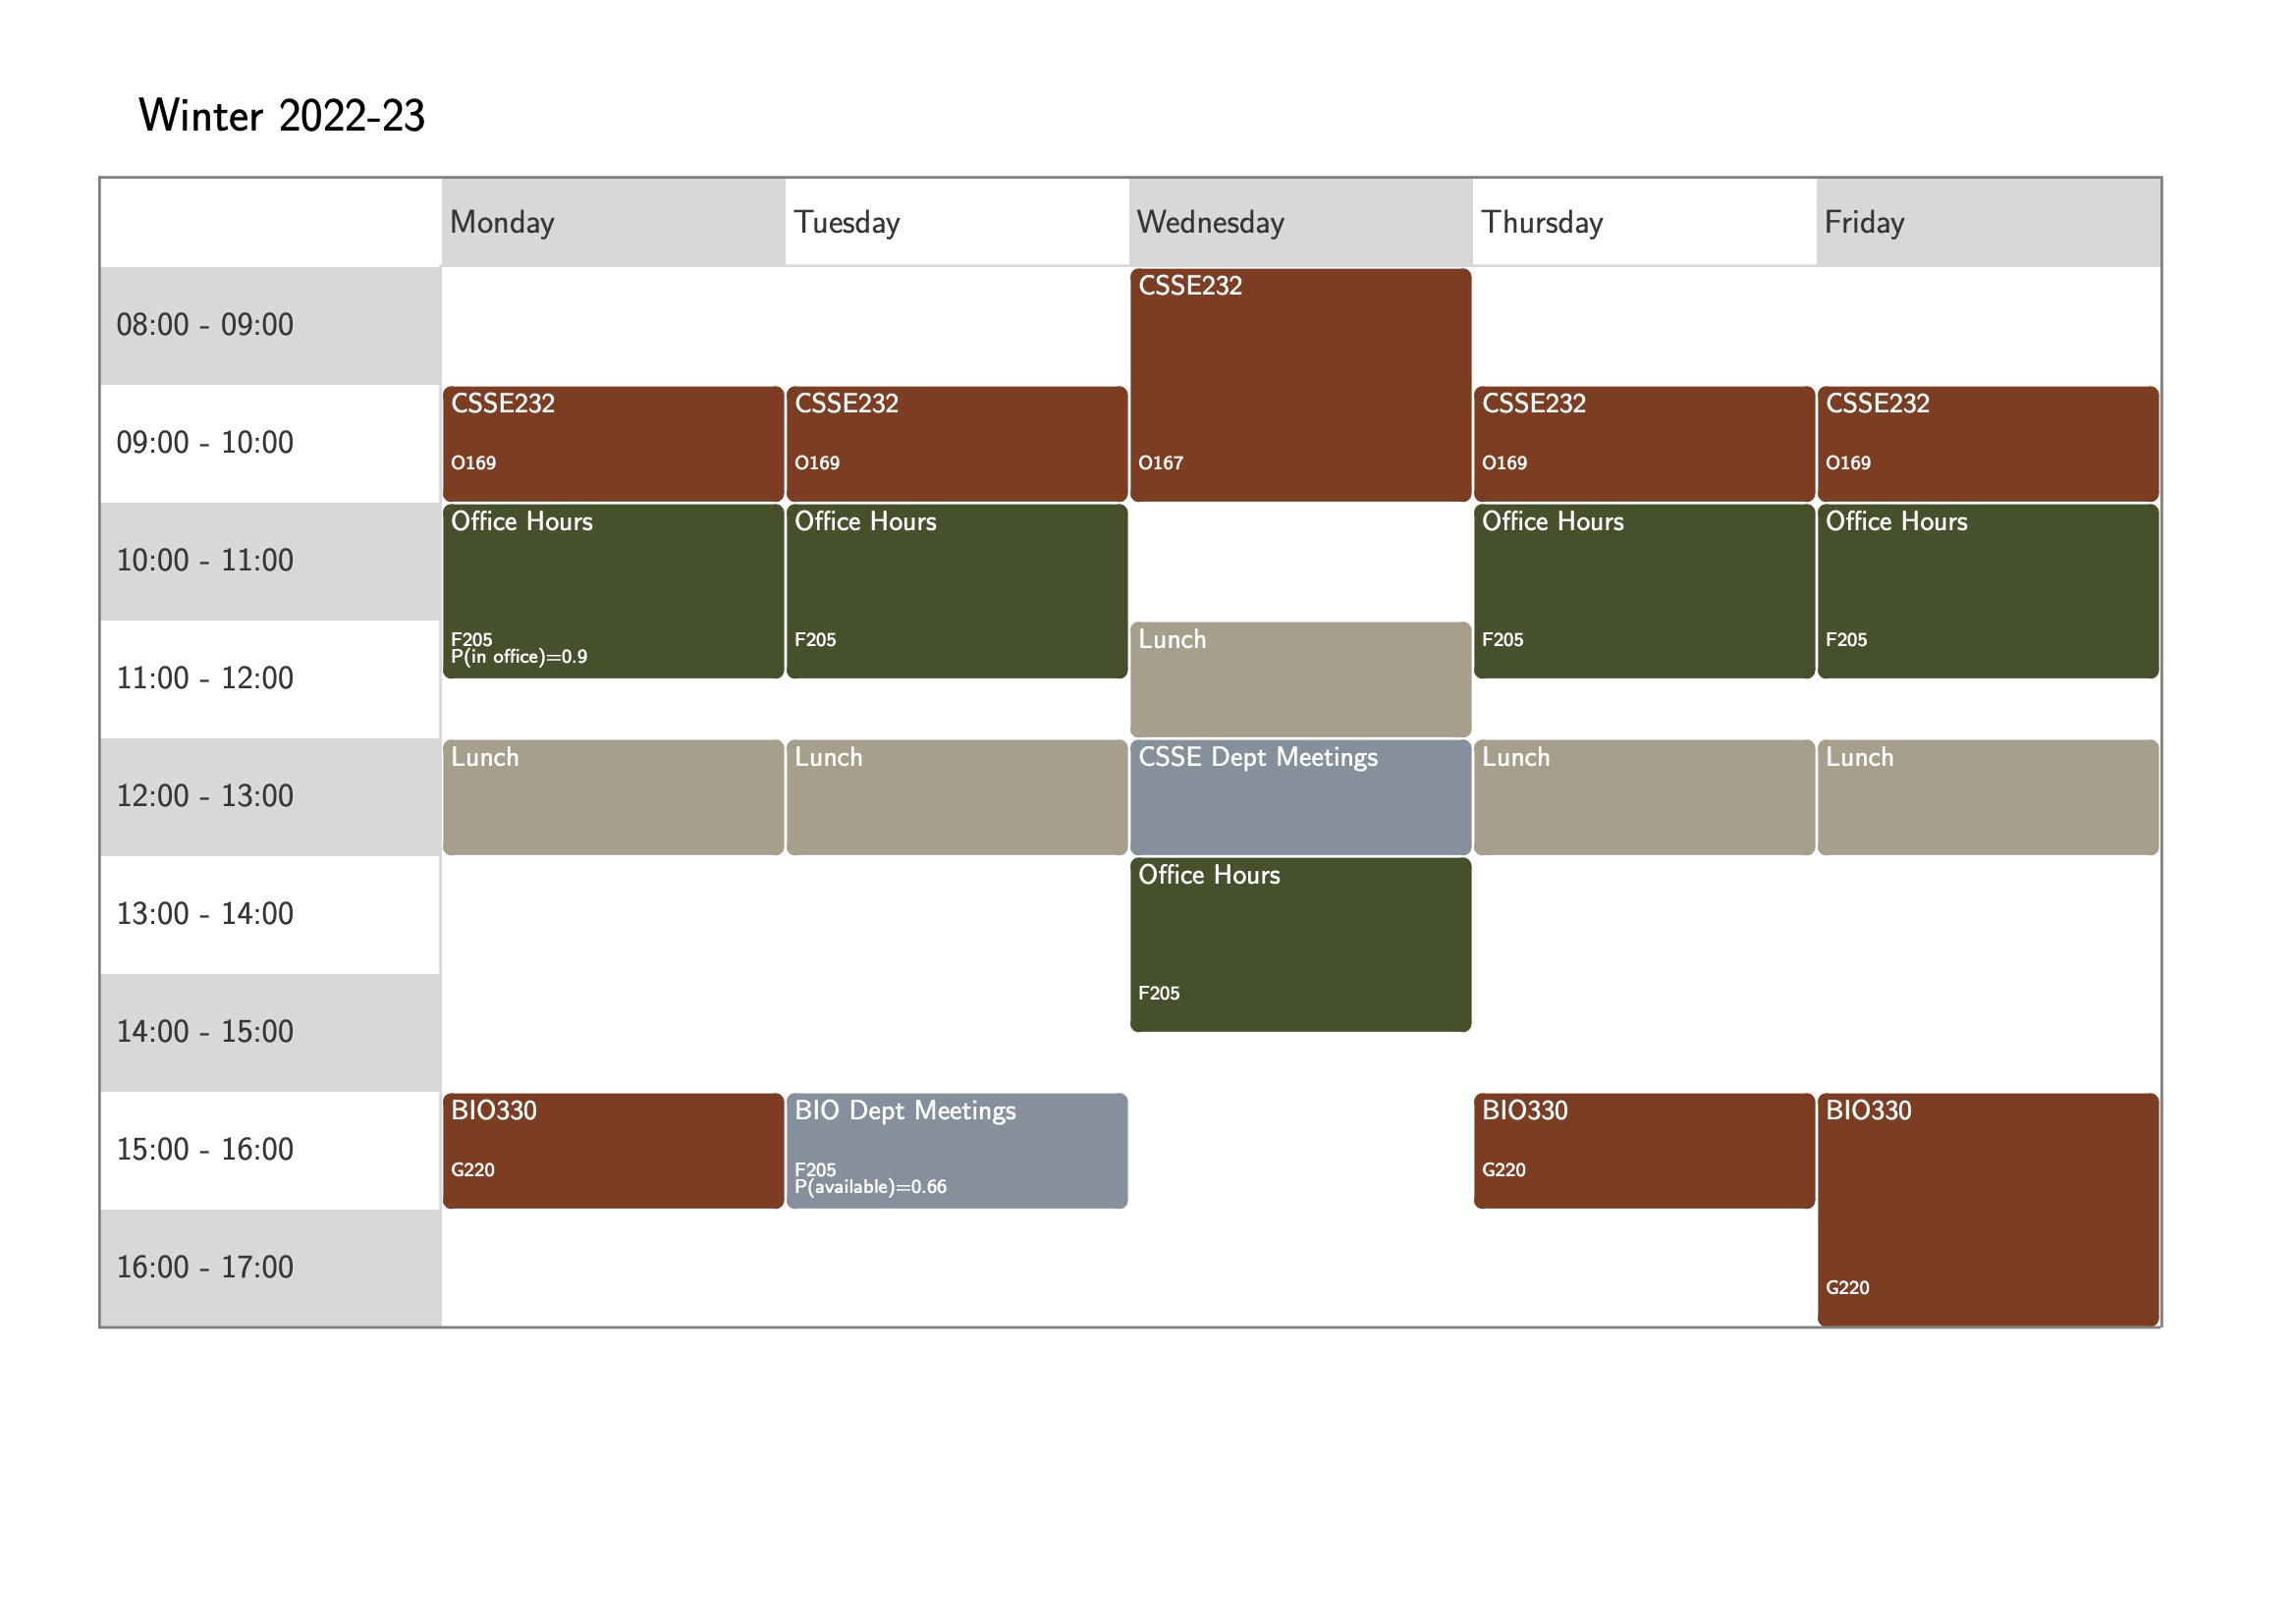 Winter 2022-23
Monday
Tuesday
Wednesday
Thursday
Friday
08:00 - 09:00
CSSE232
O167
09:00 - 10:00
CSSE232
O169
CSSE232
O169
CSSE232
O169
CSSE232
O169
10:00 - 11:00
Office Hours
F205
P(in office)=0.9
Office Hours
F205
Office Hours
F205
Office Hours
F205
11:00 - 12:00
Lunch
12:00 - 13:00
Lunch
Lunch
CSSE Dept Meetings
Lunch
Lunch
13:00 - 14:00
Office Hours
F205
14:00 - 15:00
15:00 - 16:00
BIO330
G220
BIO Dept Meetings
F205
P(available)=0.66
BIO330
G220
BIO330
G220
16:00 - 17:00